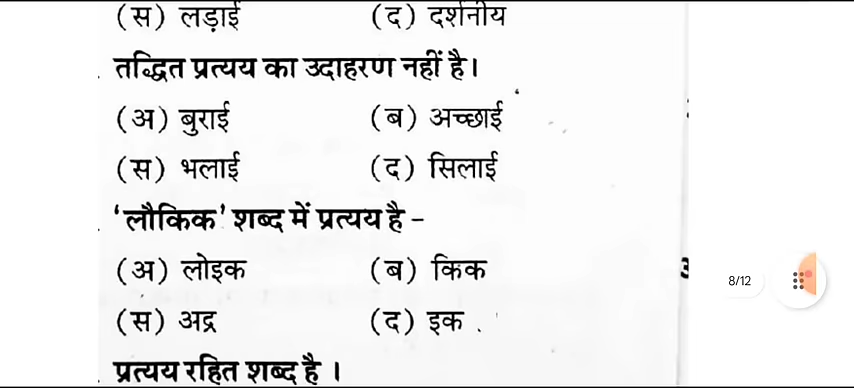 (स) लड़ाई (द) दर्शनीय
तद्धित प्रत्यय का उदाहरण नहीं है।
(अ) बुराई (ब) अच्छाई
(स) भलाई (द) सिलाई
'लौकिक' शब्द में प्रत्यय है -
(अ) लोइक (ब) किक
(स) अद्र (द) इक
प्रत्यय रहित शब्द है ।
8/12